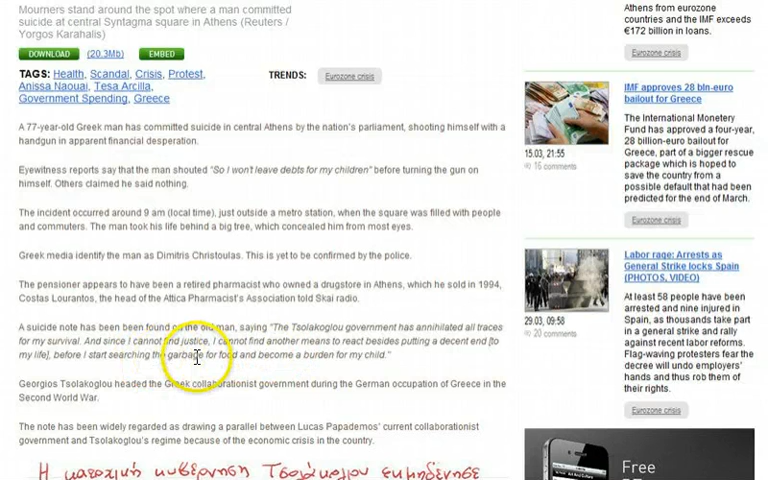 Mourners stand around the spot where a man committed
suicide at central Syntagma square in Athens (Reuters /
Yorgos Karahalis)
DOWNLOAD (20.3Mb) EMBED
TAGS: Health, Scandal, Crisis, Protest,
Anissa Naouai, Tesa Arcilla,
Government Spending, Greece
TRENDS: Eurozone crisis
A 77-year-old Greek man has committed suicide in central Athens by the nation's parliament, shooting himself with a
handgun in apparent financial desperation.
Eyewitness reports say that the man shouted "So I won't leave debts for my children" before turning the gun on
himself. Others claimed he said nothing.
The incident occurred around 9 am (local time), just outside a metro station, when the square was filled with people
and commuters. The man took his life behind a big tree, which concealed him from most eyes.
Greek media identify the man as Dimitris Christoulas. This is yet to be confirmed by the police.
The pensioner appears to have been a retired pharmacist who owned a drugstore in Athens, which he sold in 1994,
Costas Lourantos, the head of the Attica Pharmacist's Association told Skai radio.
A suicide note has been been found on the old man, saying "The Tsolakoglou government has annihilated all traces
for my survival. And since I cannot find justice, I cannot find another means to react besides putting a decent end [to
my life], before I start searching the garbage for food and become a burden for my child."
Georgios Tsolakoglou headed the Greek collaborationist government during the German occupation of Greece in the
Second World War.
The note has been widely regarded as drawing a parallel between Lucas Papademos' current collaborationist
government and Tsolakoglou's regime because of the economic crisis in the country.
Η κατοχική κυβέρνηση Τσολάκογλου εκμηδένησε
Athens from other
eurozone countries and the IMF exceeds
€172 billion in loans.
Eurozone crisis
IMF approves 28 bln-euro
bailout for Greece
The International Monetary
Fund has approved a four-year,
28 billion-euro bailout for
Greece, part of a bigger rescue
package which is hoped to
save the country from a
possible default that had been
predicted for the end of March.
15.03, 21:55
16 comments
Eurozone crisis
Labor rage: Arrests as
General Strike locks Spain
(PHOTOS, VIDEO)
At least 58 people have been
arrested and nine injured in
Spain, as thousands take part
in a general strike and rally
against recent labor reforms.
Flag-waving protesters fear the
decree will undo employers'
hands and thus rob them of
their rights.
29.03, 09:58
20 comments
Eurozone crisis
Free